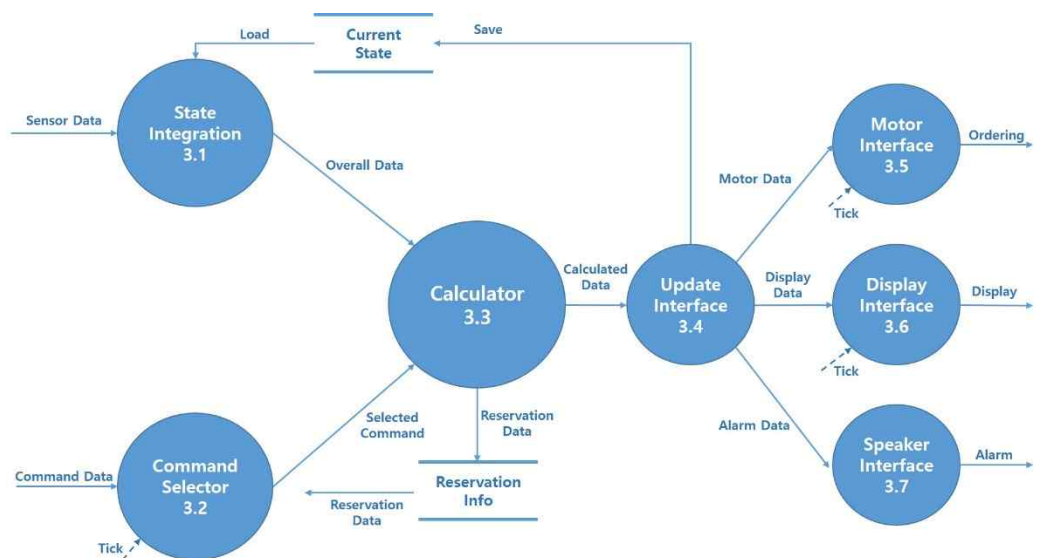 Load
Current
State
Save
Sensor Data
State
Integration
3.1
Overall Data
Motor
Interface
3.5
Ordering
Motor Data
Tick
Calculator
3.3
Calculated
Data
Update
Interface
3.4
Display
Data
Display
Interface
3.6
Display
Tick
Selected
Command
Reservation
Data
Alarm Data
Speaker
Interface
3.7
Alarm
Command Data
Command
Selector
3.2
Reservation
Data
Reservation
Info
Tick